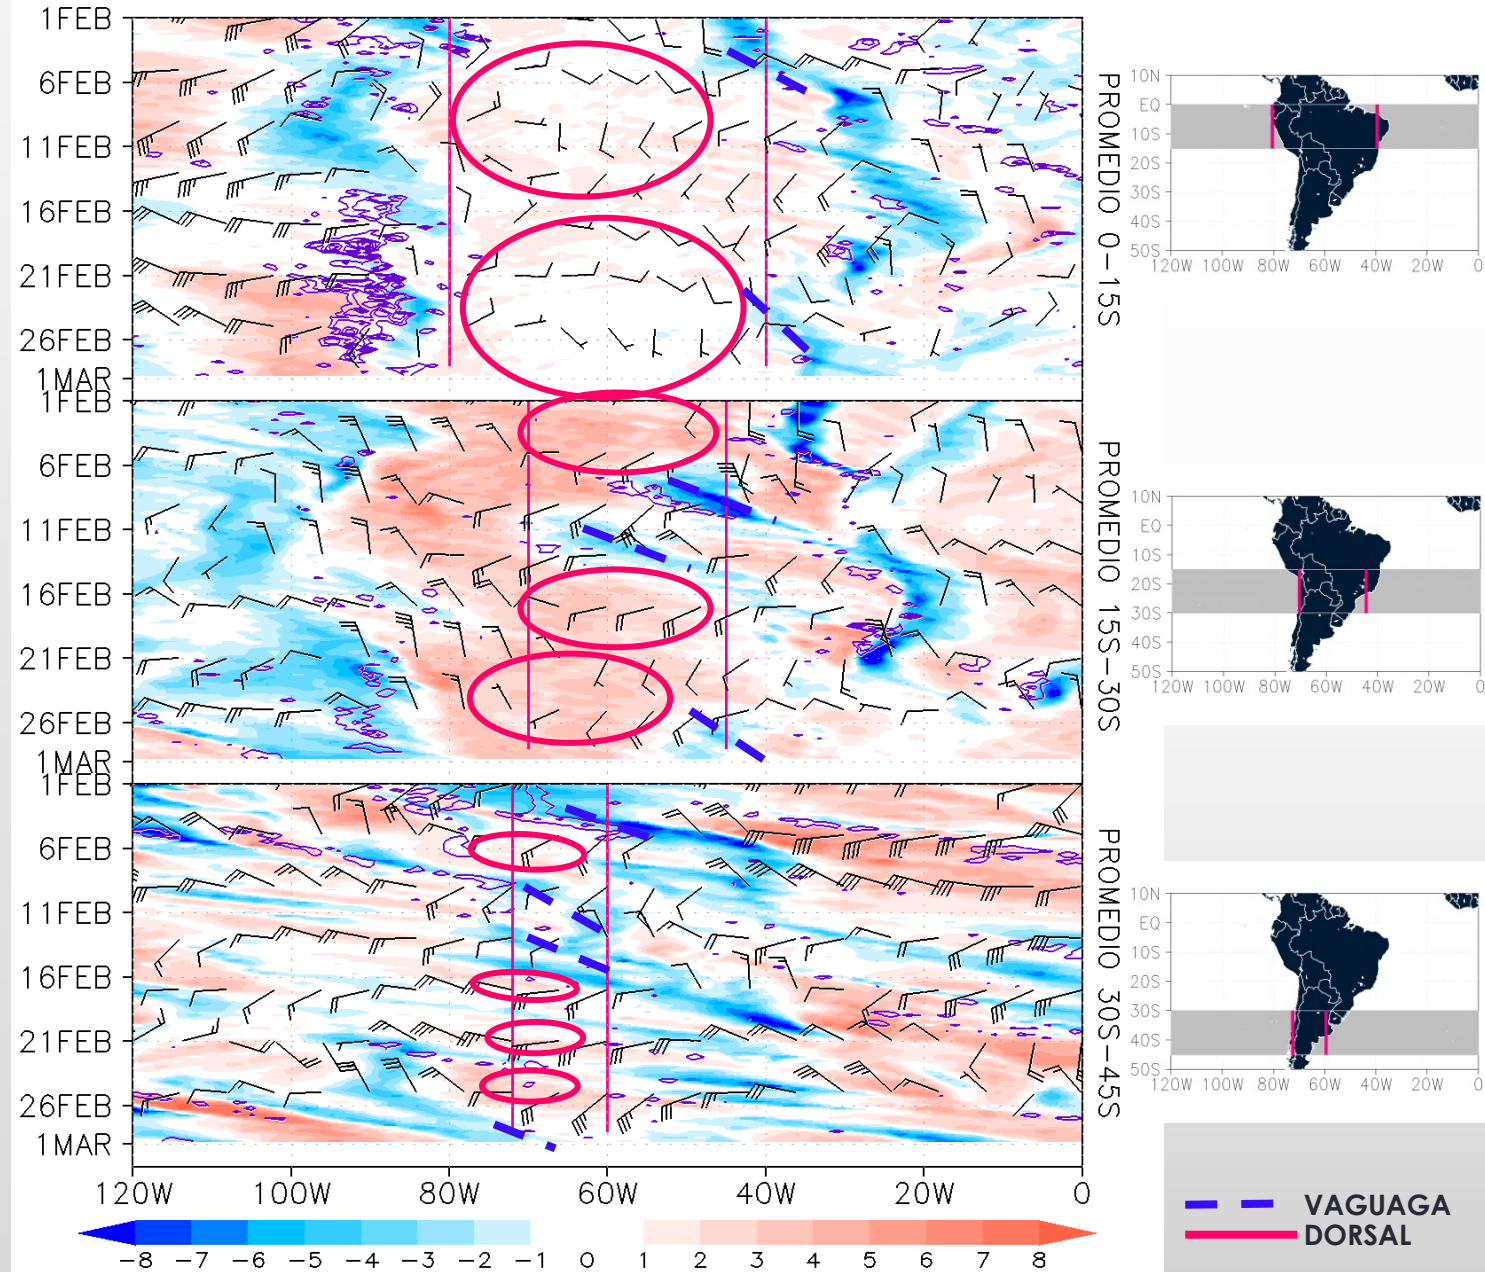 1FEB
6FEB
11FEB
16FEB
21FEB
26FEB
1MAR
PROMEDIO 0-15S
1FEB
6FEB
11FEB
16FEB
21FEB
26FEB
1MAR
PROMEDIO 15S-30S
1FEB
6FEB
11FEB
16FEB
21FEB
26FEB
1MAR
PROMEDIO 30S-45S
120W 100W 80W 60W 40W 20W 0
-8 -7 -6 -5 -4 -3 -2 -1 0 1 2 3 4 5 6 7 8
10N
EQ
10S
20S
30S
40S
50S
120W 100W 80W 60W 40W 20W 0
10N
EQ
10S
20S
30S
40S
50S
120W 100W 80W 60W 40W 20W 0
10N
EQ
10S
20S
30S
40S
50S
120W 100W 80W 60W 40W 20W 0
VAGUAGA
DORSAL